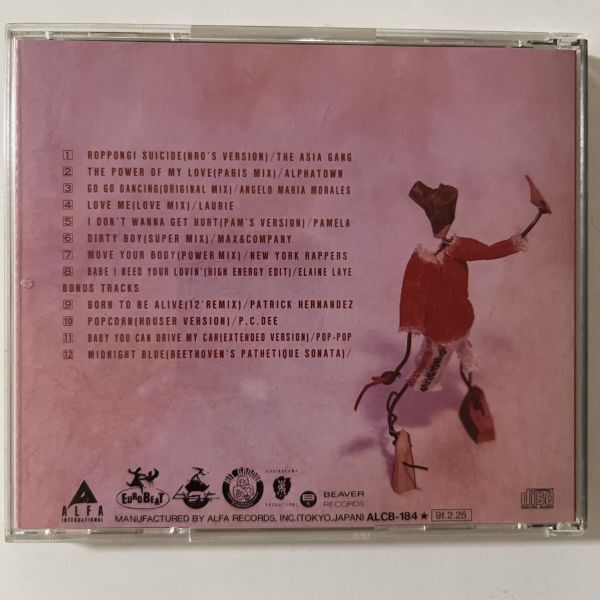 1 ROPPONGI SUICIDE(NRO'S VERSION)/THE ASIA GANG
2 THE POWER OF MY LOVE(PARIS MIX)/ALPHATOWN
3 GO GO DANCING(ORIGINAL MIX)/ANGELO MARIA MORALES
4 LOVE ME(LOVE MIX)/LAURIE
5 I DON'T WANNA GET HURT(PAM'S VERSION)/PAMELA
6 DIRTY BOY(SUPER MIX)/MAX&COMPANY
7 MOVE YOUR BODY(POWER MIX)/NEW YORK RAPPERS
8 BABE I NEED YOUR LOVIN'(HIGH ENERGY EDIT)/ELAINE LAYE
BONUS TRACKS
9 BORN TO BE ALIVE(12'REMIX)/PATRICK HERNANDEZ
10 POPCORN(HOUSER VERSION)/P.C.DEE
11 BABY YOU CAN DRIVE MY CAR(EXTENDED VERSION)/POP-POP
12 MIDNIGHT BLUE(BEETHOVEN'S PATHETIQUE SONATA)/
ALFA
INTERNATIONAL
EUROBEAT
PRODUCTIONS
BEAVER
RECORDS
COMPACT
disc
DIGITAL AUDIO
MANUFACTURED BY ALFA RECORDS, INC.(TOKYO,JAPAN) ALCB-184★ 91.2.25